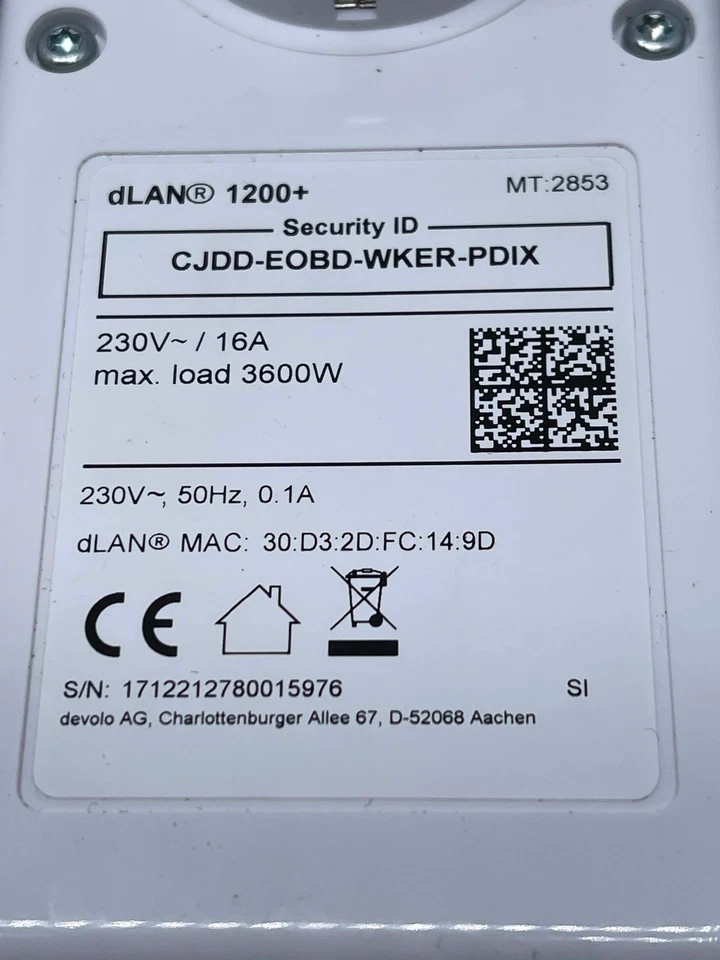 dLAN® 1200+
MT:2853
Security ID
CJDD-EOBD-WKER-PDIX
230V~ / 16A
max. load 3600W
230V~, 50Hz, 0.1A
dLAN® MAC: 30:D3:2D:FC:14:9D
CE
S/N: 1712212780015976
SI
devolo AG, Charlottenburger Allee 67, D-52068 Aachen